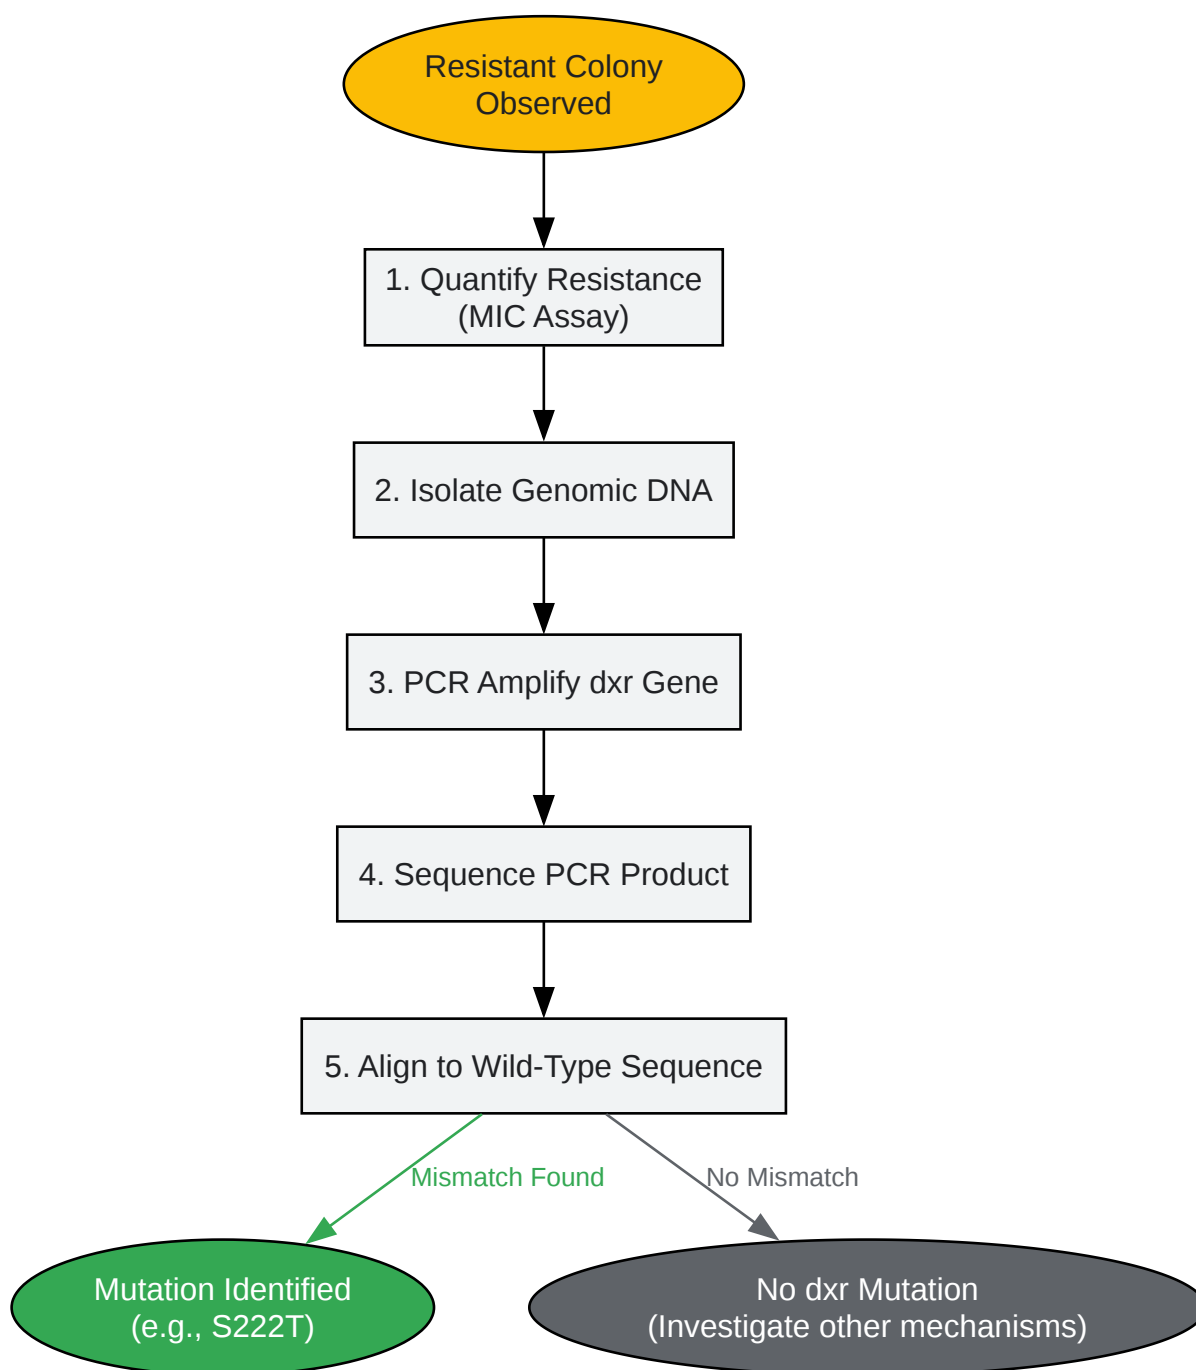 Resistant Colony
Observed
1. Quantify Resistance
(MIC Assay)
2. Isolate Genomic DNA
3. PCR Amplify dxr Gene
4. Sequence PCR Product
5. Align to Wild-Type Sequence
Mismatch Found
No Mismatch
Mutation Identified
(e.g., S222T)
No dxr Mutation
(Investigate other mechanisms)